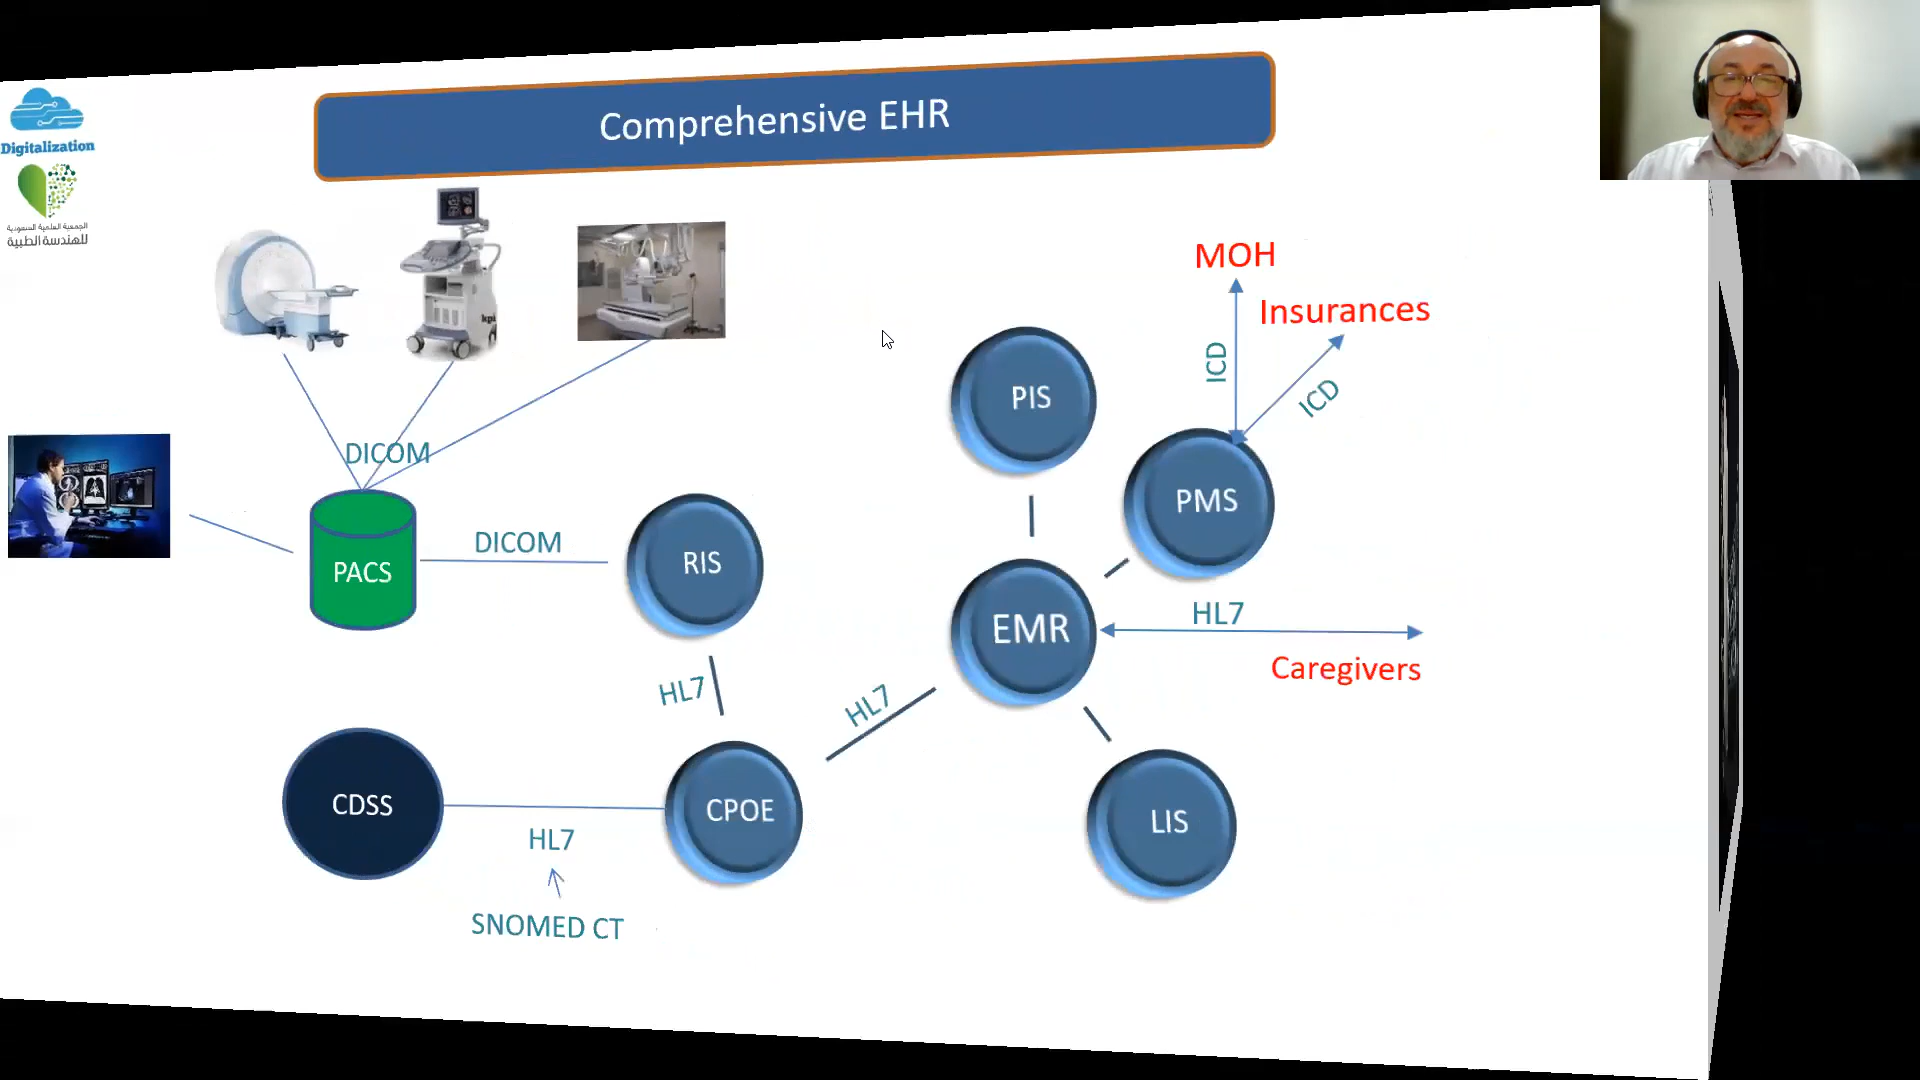 Comprehensive EHR
Digitalization
الجمعية العلمية السعودية
للهندسة الطبية
kpi
MOH
Insurances
ICD
ICD
PIS
PMS
DICOM
PACS
DICOM
RIS
EMR
HL7
Caregivers
HL7
HL7
CDSS
CPOE
LIS
HL7
SNOMED CT